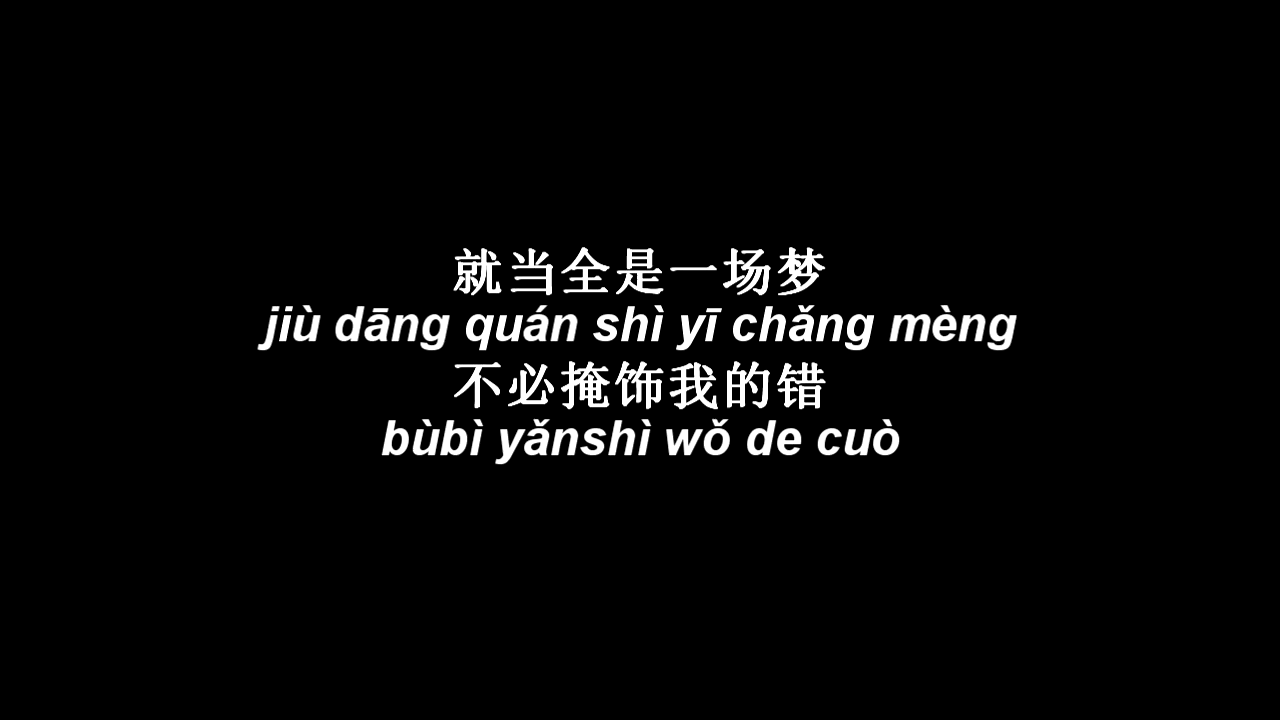 就当全是一场梦
jiù dāng quán shì yī chǎng mèng
不必掩饰我的错
bùbì yǎnshì wǒ de cuò